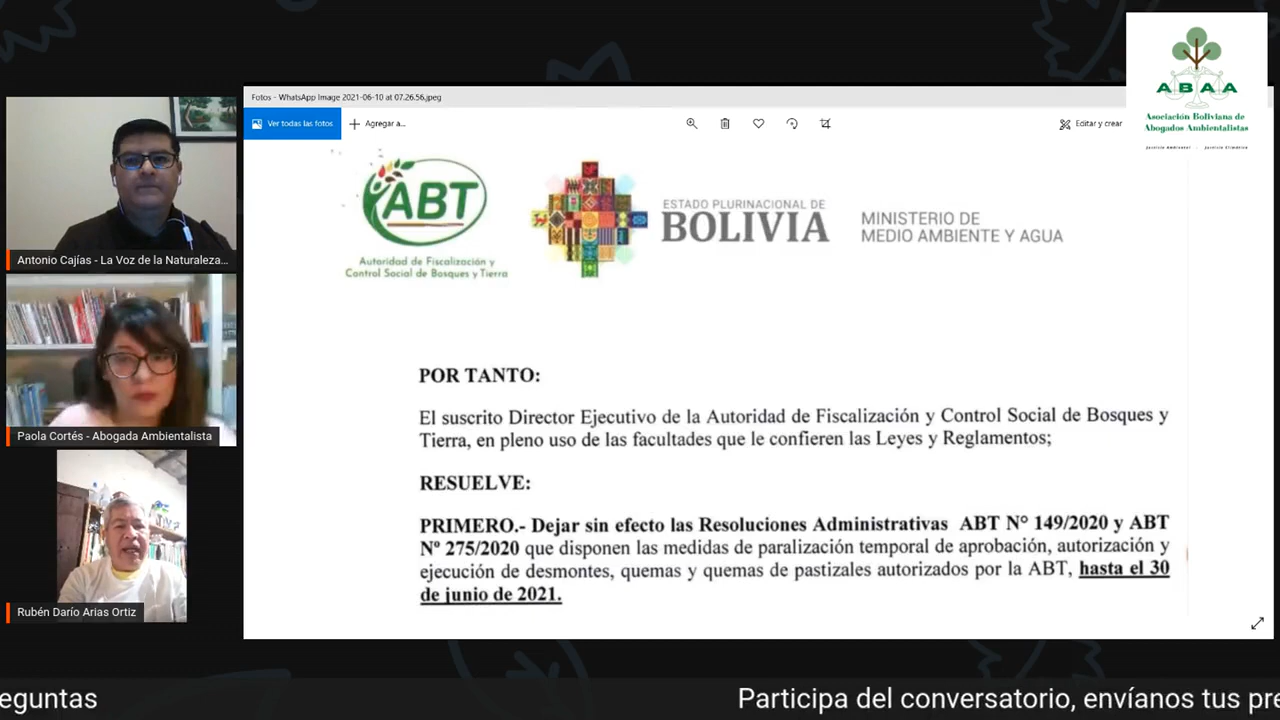 ABAA
Asociación Boliviana de
Abogados Ambientalistas
Justicia Ambiental - Justicia Climática
Fotos - WhatsApp Image 2021-06-10 at 07.26.56.jpeg
Ver todas las fotos
Agregar a...
Editar y crear
ABT
Autoridad de Fiscalización y
Control Social de Bosques y Tierra
ESTADO PLURINACIONAL DE
BOLIVIA
MINISTERIO DE
MEDIO AMBIENTE Y AGUA
Antonio Cajías - La Voz de la Naturaleza...
Paola Cortés - Abogada Ambientalista
Rubén Darío Arias Ortiz
POR TANTO:
El suscrito Director Ejecutivo de la Autoridad de Fiscalización y Control Social de Bosques y
Tierra, en pleno uso de las facultades que le confieren las Leyes y Reglamentos;
RESUELVE:
PRIMERO.- Dejar sin efecto las Resoluciones Administrativas ABT N° 149/2020 y ABT
Nº 275/2020 que disponen las medidas de paralización temporal de aprobación, autorización y
ejecución de desmontes, quemas y quemas de pastizales autorizados por la ABT, hasta el 30
de junio de 2021.
eguntas
Participa del conversatorio, envíanos tus pre